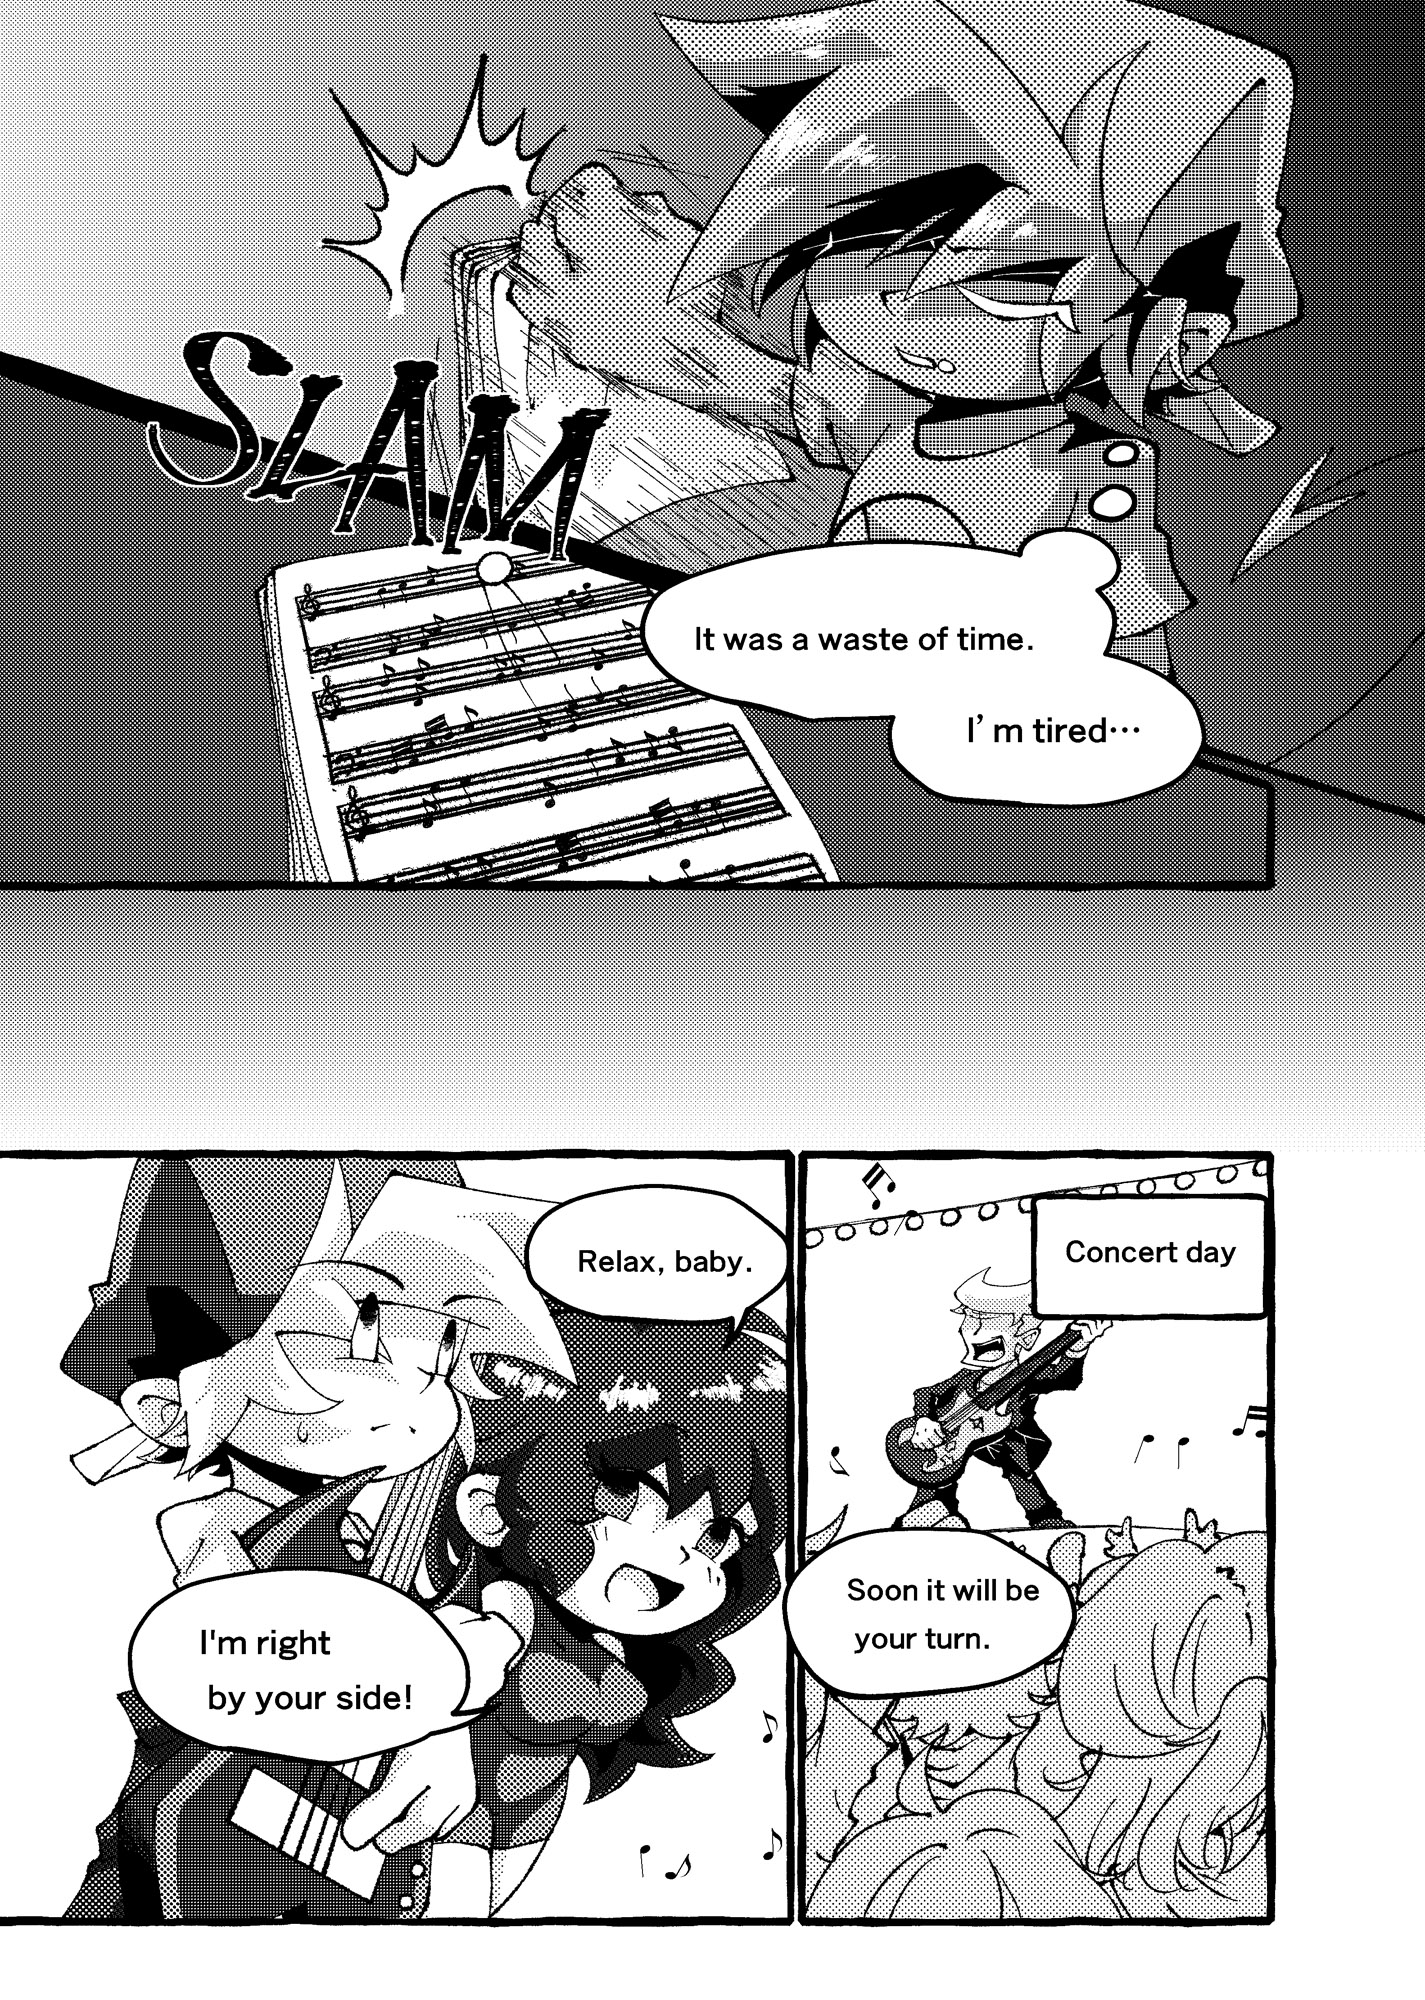 SLAM
It was a waste of time.
I'm tired…
Concert day
Soon it will be
your turn.
Relax, baby.
I'm right
by your side!